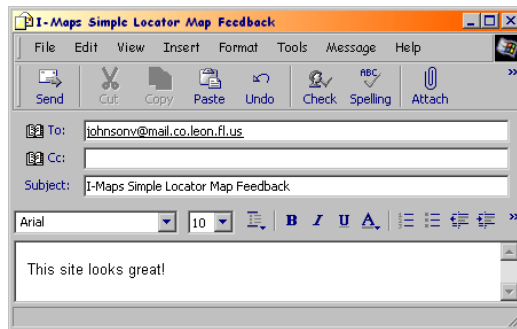 I-Maps Simple Locator Map Feedback
File Edit View Insert Format Tools Message Help
ABC
Send Cut Copy Paste Undo Check Spelling Attach
To: johnsonv@mail.co.leon.fl.us
Cc:
Subject: I-Maps Simple Locator Map Feedback
Arial 10 B I U A
This site looks great!